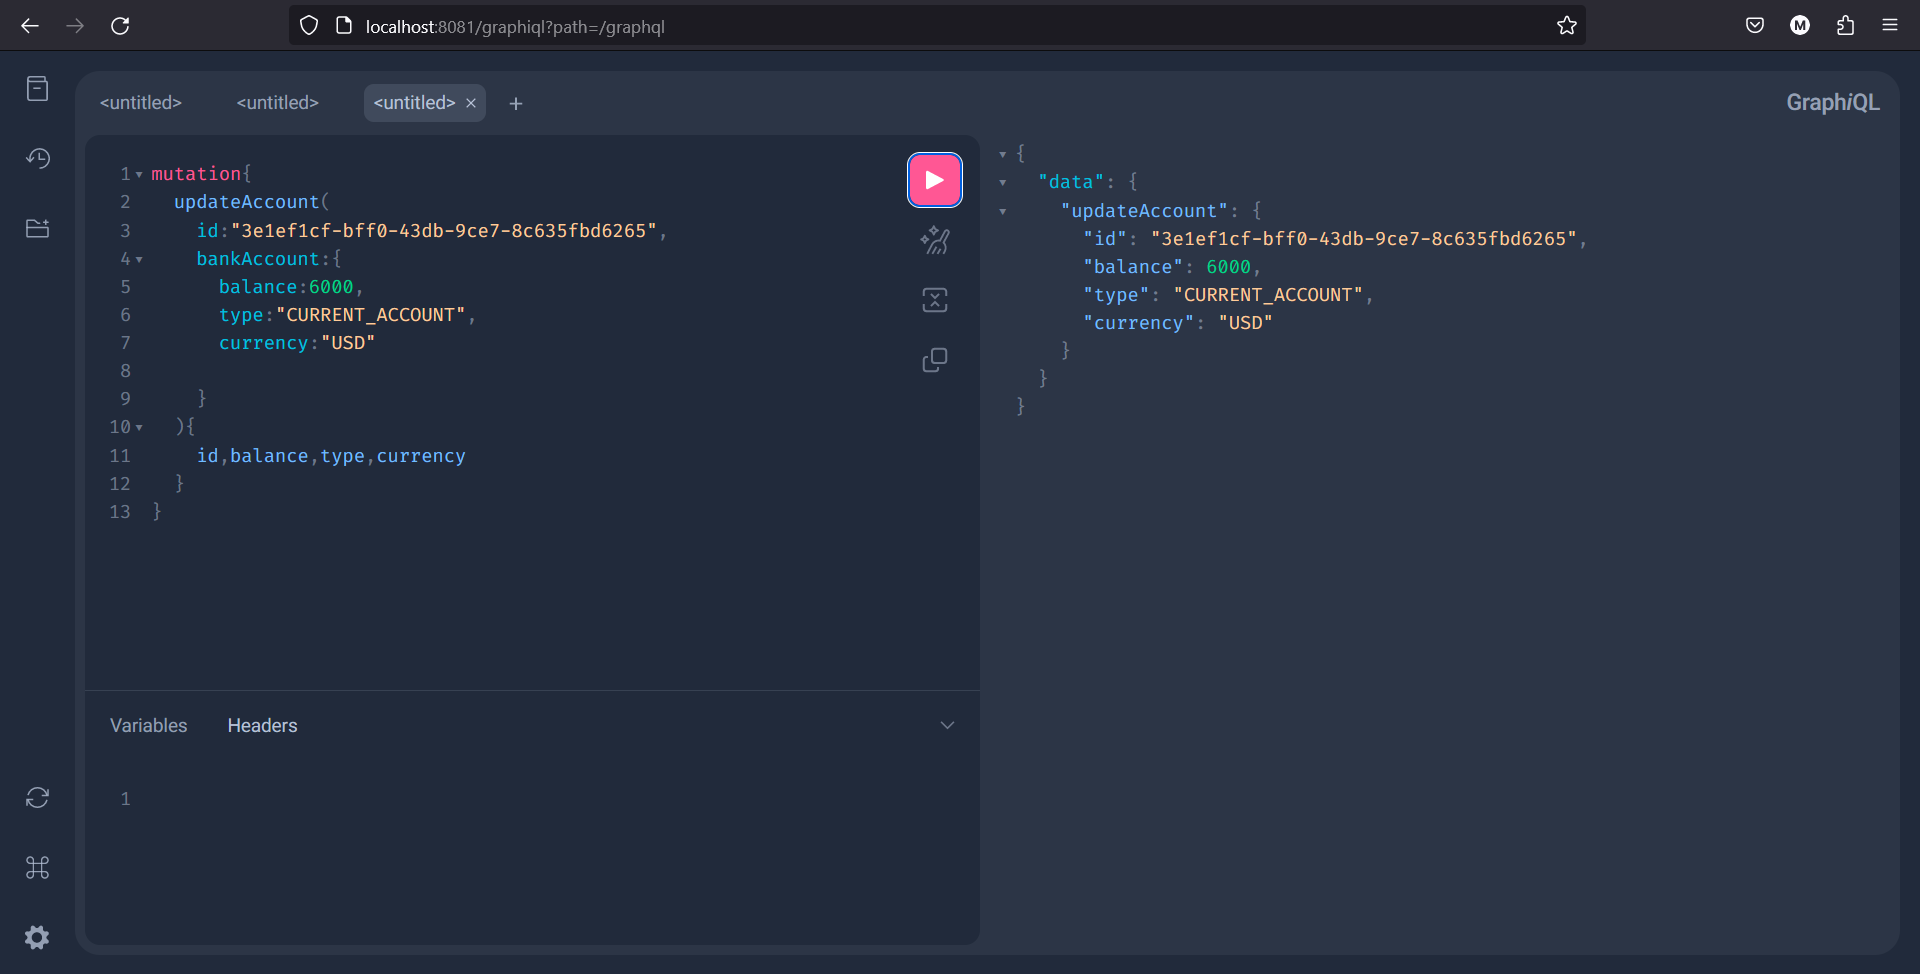 localhost:8081/graphiql?path=/graphql
M
<untitled> <untitled> <untitled> × +
GraphiQL
1 mutation{
2 updateAccount(
3 id:"3e1ef1cf-bff0-43db-9ce7-8c635fbd6265",
4 bankAccount:{
5 balance:6000,
6 type:"CURRENT_ACCOUNT",
7 currency:"USD"
8
9 }
10 ){
11 id,balance,type,currency
12 }
13 }
{
"data": {
"updateAccount": {
"id": "3e1ef1cf-bff0-43db-9ce7-8c635fbd6265",
"balance": 6000,
"type": "CURRENT_ACCOUNT",
"currency": "USD"
}
}
}
Variables Headers
1